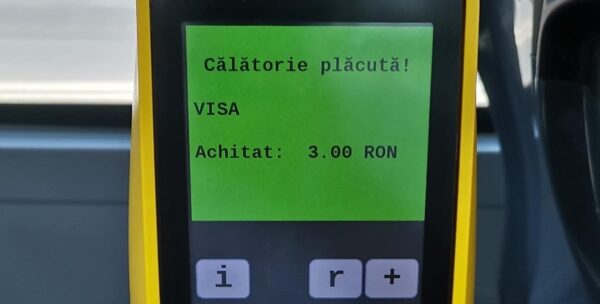 Călătorie plăcută!
VISA
Achitat: 3.00 RON
i r +